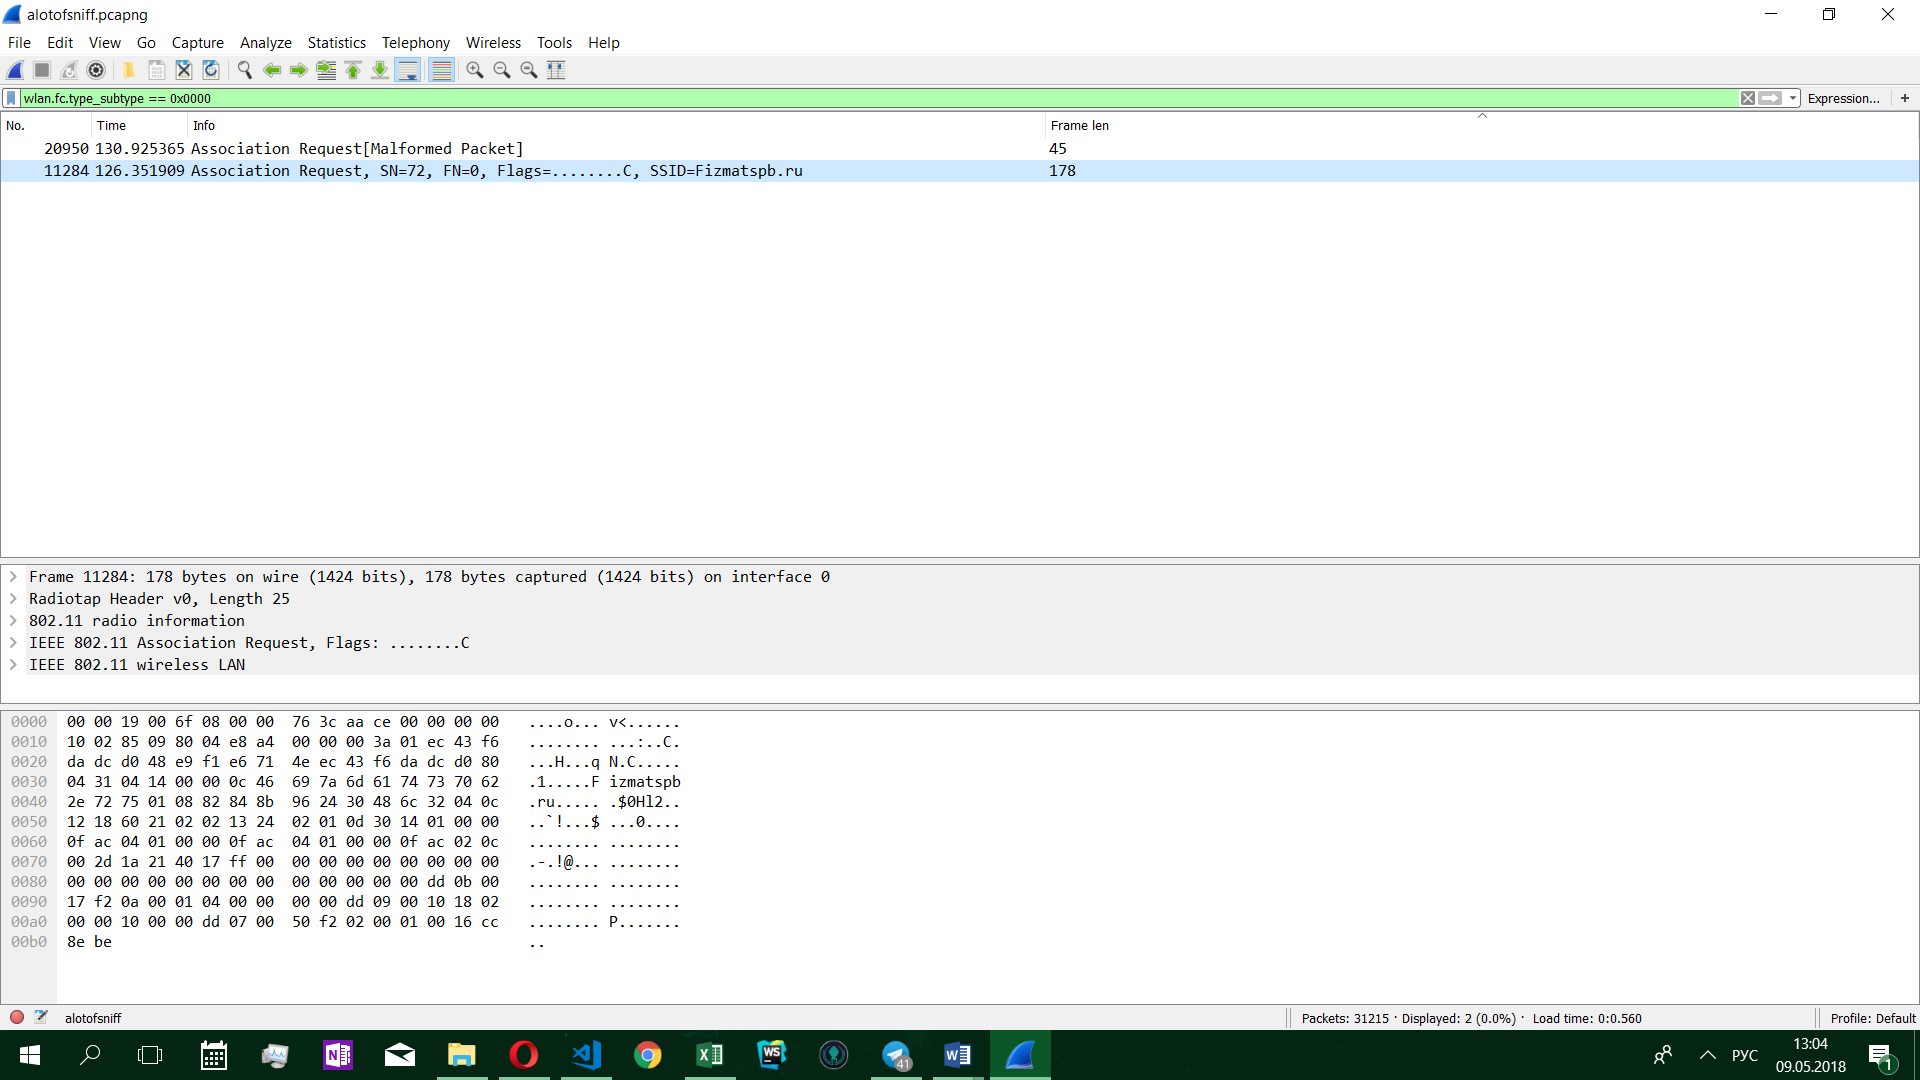 alotofsniff.pcapng
File Edit View Go Capture Analyze Statistics Telephony Wireless Tools Help
wlan.fc.type_subtype == 0x0000 Expression... +
No. Time Info Frame len
20950 130.925365 Association Request[Malformed Packet] 45
11284 126.351909 Association Request, SN=72, FN=0, Flags=........C, SSID=Fizmatspb.ru 178
Frame 11284: 178 bytes on wire (1424 bits), 178 bytes captured (1424 bits) on interface 0
Radiotap Header v0, Length 25
802.11 radio information
IEEE 802.11 Association Request, Flags: ........C
IEEE 802.11 wireless LAN
0000 00 00 19 00 6f 08 00 00 76 3c aa ce 00 00 00 00 ....o... v<......
0010 10 02 85 09 80 04 e8 a4 00 00 00 3a 01 ec 43 f6 ........ ...:..C.
0020 da dc d0 48 e9 f1 e6 71 4e ec 43 f6 da dc d0 80 ...H...q N.C.....
0030 04 31 04 14 00 00 0c 46 69 7a 6d 61 74 73 70 62 .1.....F izmatspb
0040 2e 72 75 01 08 82 84 8b 96 24 30 48 6c 32 04 0c .ru..... .$0Hl2..
0050 12 18 60 21 02 02 13 24 02 01 0d 30 14 01 00 00 ..`!...$ ...0....
0060 0f ac 04 01 00 00 0f ac 04 01 00 00 0f ac 02 0c ........ ........
0070 00 2d 1a 21 40 17 ff 00 00 00 00 00 00 00 00 00 .-.!@... ........
0080 00 00 00 00 00 00 00 00 00 00 00 00 00 dd 0b 00 ........ ........
0090 17 f2 0a 00 01 04 00 00 00 00 dd 09 00 10 18 02 ........ ........
00a0 00 00 10 00 00 dd 07 00 50 f2 02 00 01 00 16 cc ........ P.......
00b0 8e be ..
alotofsniff Packets: 31215 · Displayed: 2 (0.0%) · Load time: 0:0.560 Profile: Default
N WS 41 РУС 13:04
09.05.2018 1